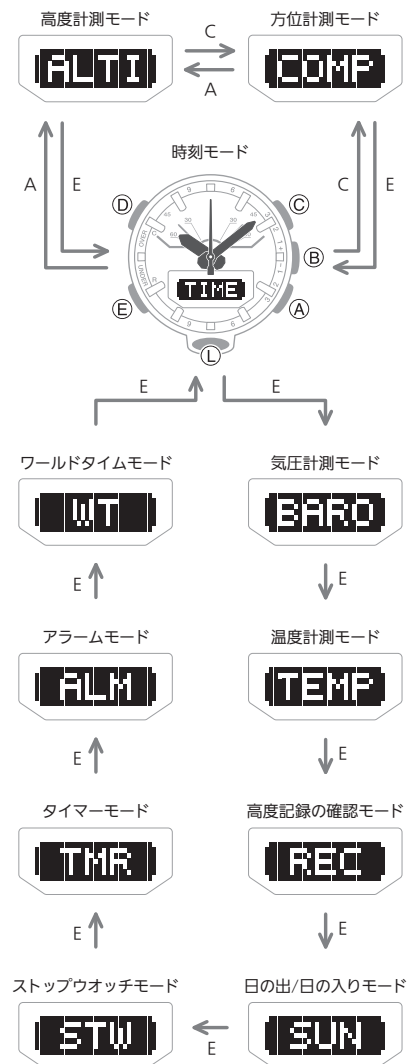 高度計測モード
方位計測モード
ALTI
C
A
COMP
時刻モード
A
E
C
E
D
C
B
A
E
L
TIME
E
E
ワールドタイムモード
気圧計測モード
WT
BARO
E
E
アラームモード
温度計測モード
ALM
TEMP
E
E
タイマーモード
高度記録の確認モード
TMR
REC
E
E
ストップウオッチモード
日の出/日の入りモード
STW
E
SUN